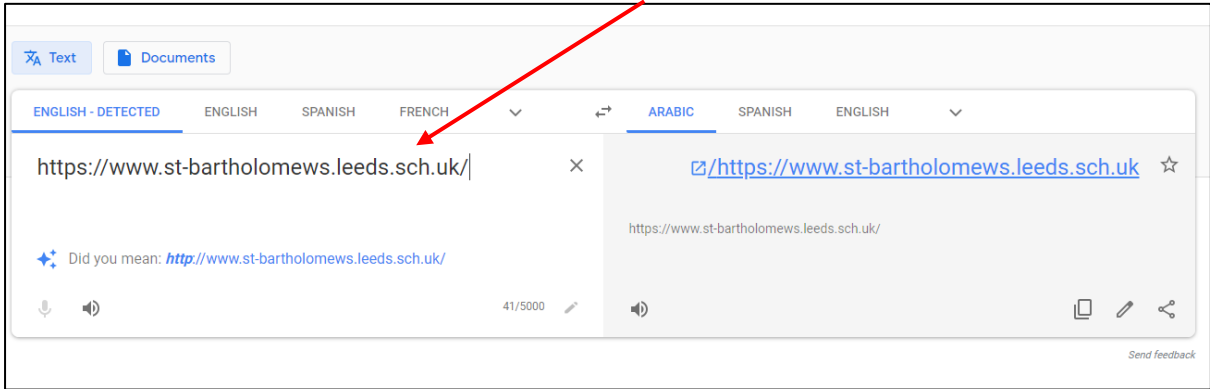 Text Documents
ENGLISH - DETECTED ENGLISH SPANISH FRENCH ARABIC SPANISH ENGLISH
https://www.st-bartholomews.leeds.sch.uk/
/https://www.st-bartholomews.leeds.sch.uk
https://www.st-bartholomews.leeds.sch.uk/
Did you mean: http://www.st-bartholomews.leeds.sch.uk/
41/5000
Send feedback